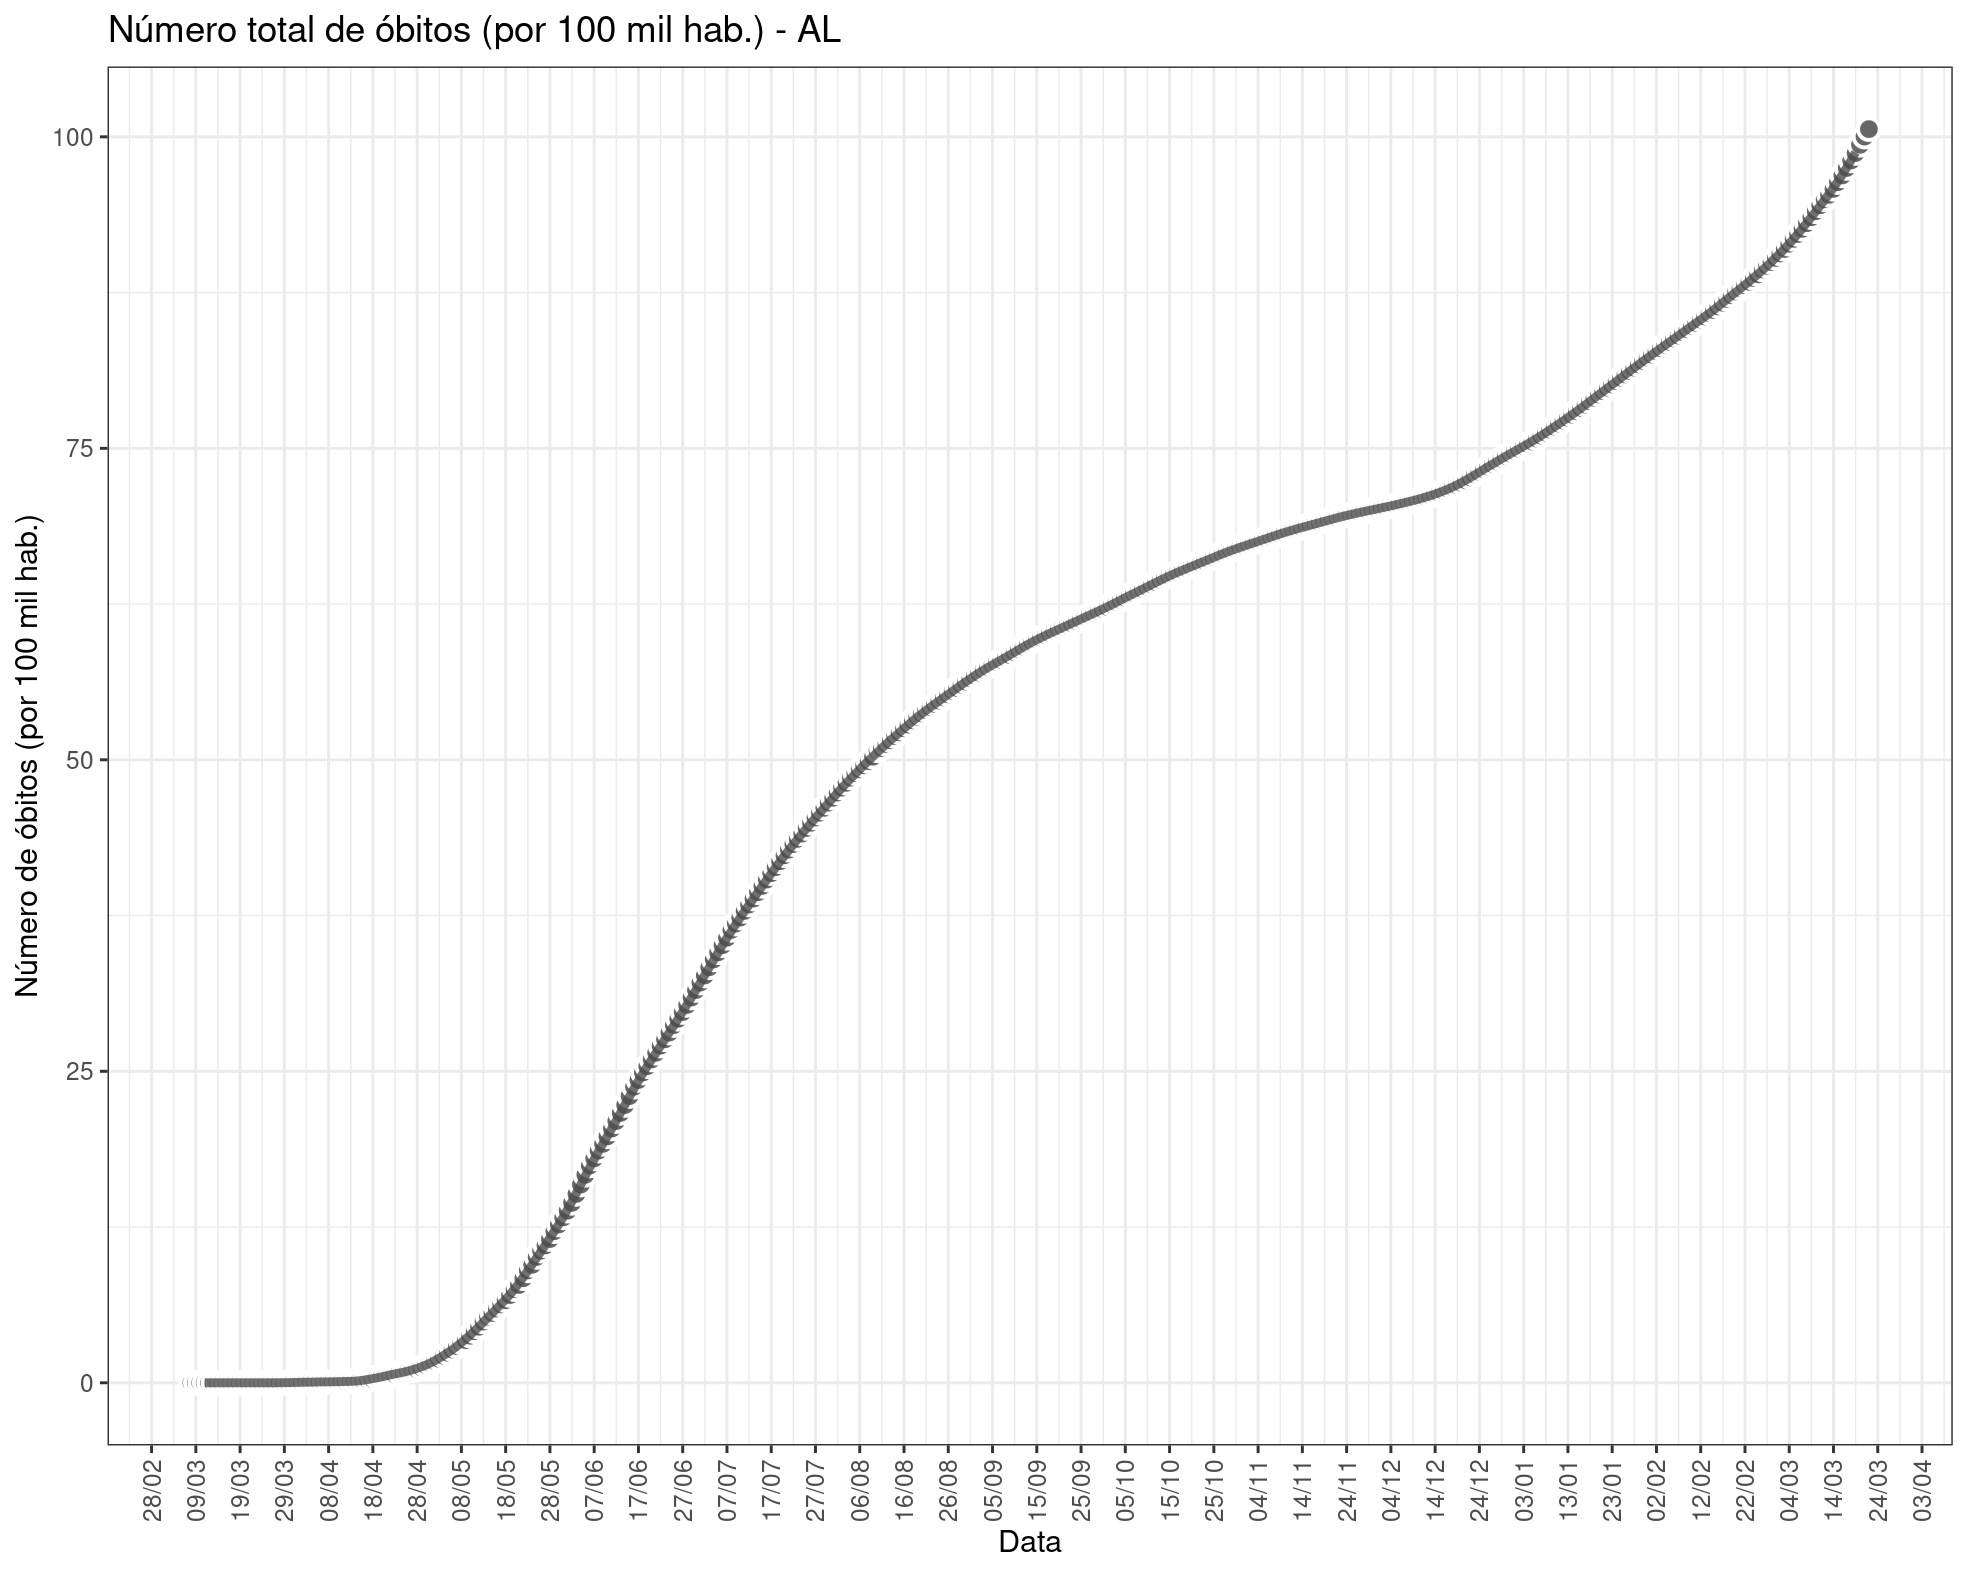 Número total de óbitos (por 100 mil hab.) - AL
Número de óbitos (por 100 mil hab.)
100
75
50
25
0
28/02 09/03 19/03 29/03 08/04 18/04 28/04 08/05 18/05 28/05 07/06 17/06 27/06 07/07 17/07 27/07 06/08 16/08 26/08 05/09 15/09 25/09 05/10 15/10 25/10 04/11 14/11 24/11 04/12 14/12 24/12 03/01 13/01 23/01 02/02 12/02 22/02 04/03 14/03 24/03 03/04
Data